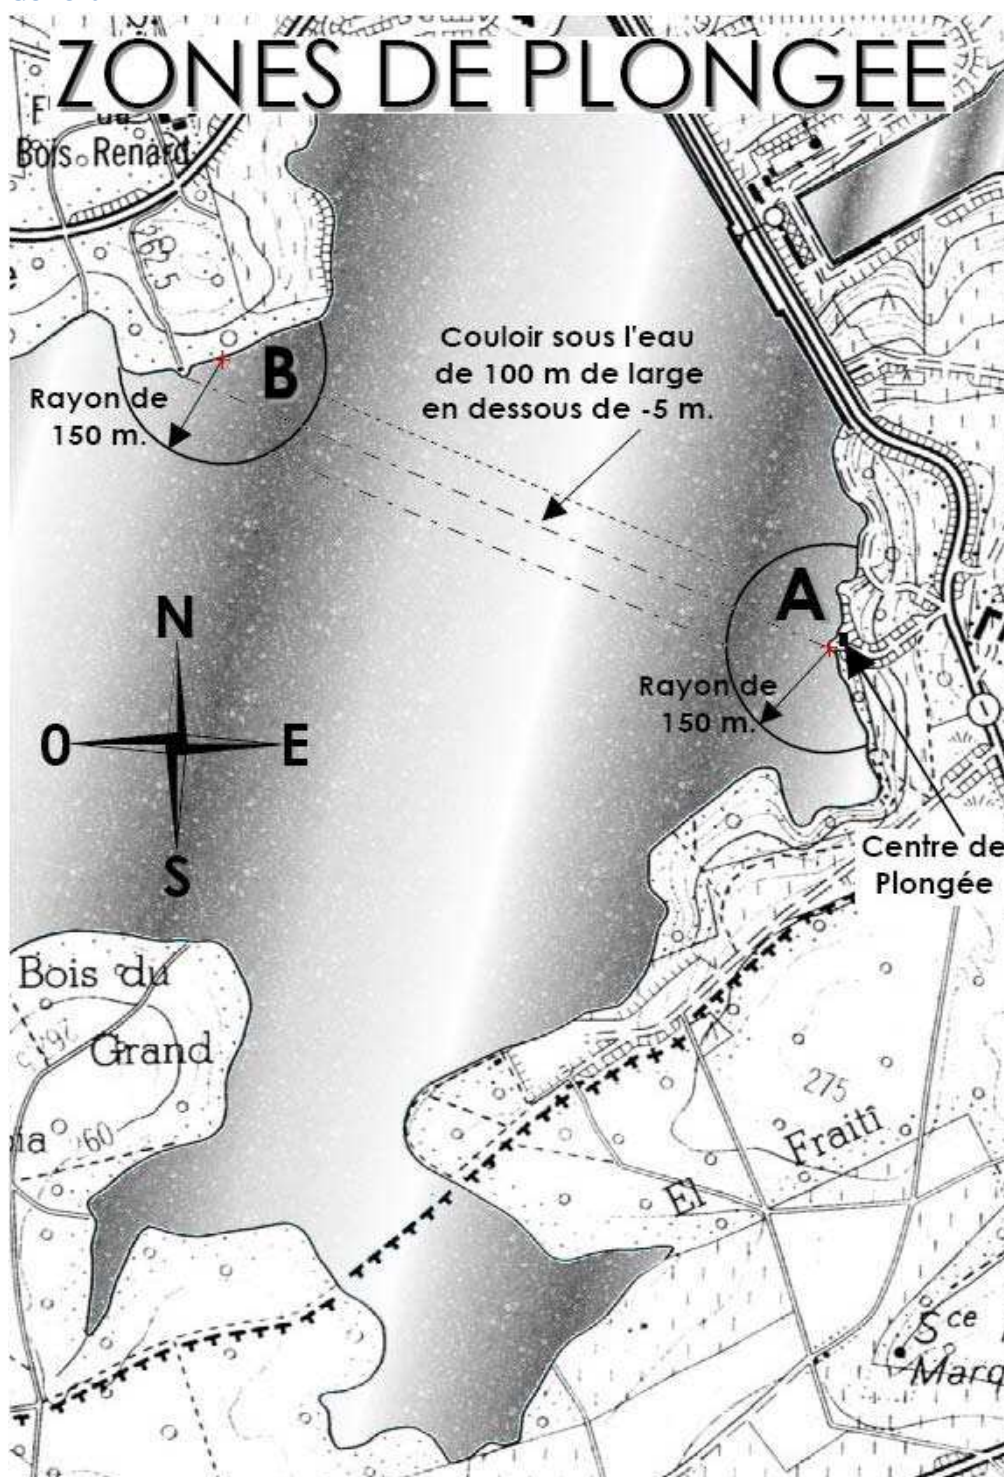 ZONES DE PLONGEE
Bois Renard
Couloir sous l'eau
de 100 m de large
en dessous de -5 m.
B
Rayon de
150 m.
A
N
O
E
S
Rayon de
150 m.
Centre de
Plongée
Bois du
Grand
275
Fraiti
El
Sce
Marq